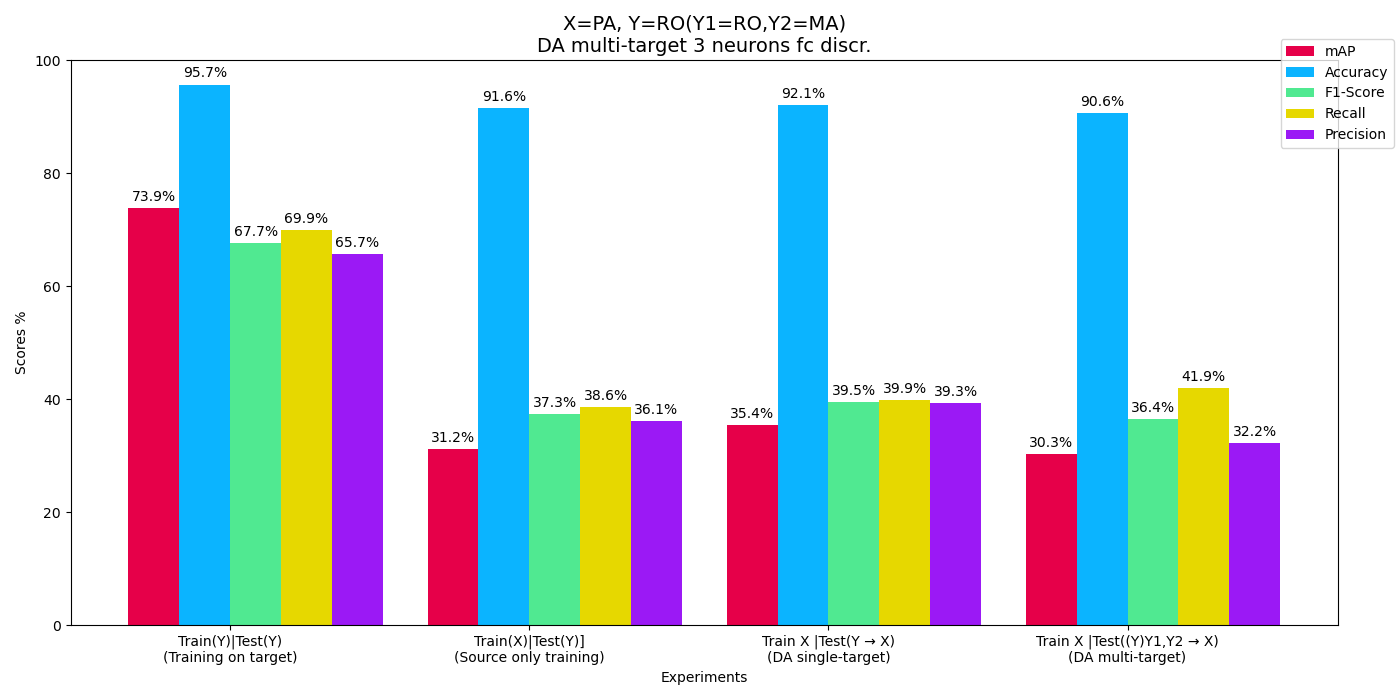 X=PA, Y=RO(Y1=RO,Y2=MA)
DA multi-target 3 neurons fc discr.
mAP
Accuracy
F1-Score
Recall
Precision
Scores %
100
80
60
40
20
0
73.9%
95.7%
67.7%
69.9%
65.7%
31.2%
91.6%
37.3%
38.6%
36.1%
35.4%
92.1%
39.5%
39.9%
39.3%
30.3%
90.6%
36.4%
41.9%
32.2%
Train(Y)|Test(Y)
(Training on target)
Train(X)|Test(Y)]
(Source only training)
Train X |Test(Y → X)
(DA single-target)
Train X |Test((Y)Y1,Y2 → X)
(DA multi-target)
Experiments